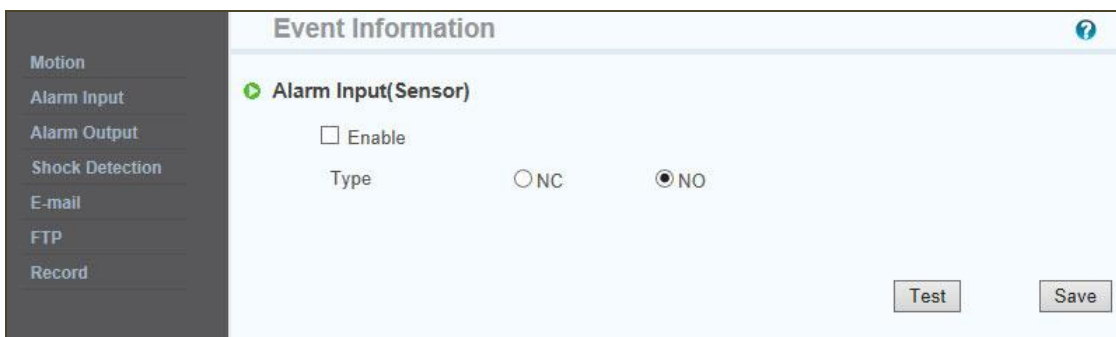 Event Information
?
Motion
Alarm Input
Alarm Output
Shock Detection
E-mail
FTP
Record
Alarm Input(Sensor)
Enable
Type NC NO
Test Save